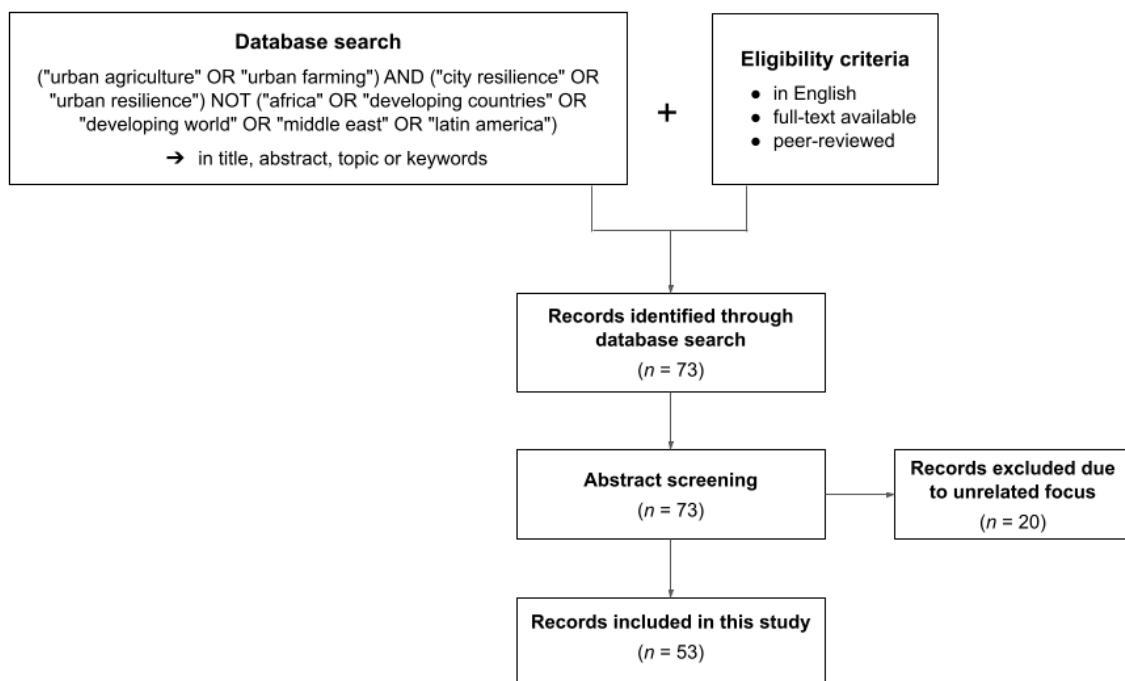 Database search
("urban agriculture" OR "urban farming") AND ("city resilience" OR
"urban resilience") NOT ("africa" OR "developing countries" OR
"developing world" OR "middle east" OR "latin america")
➔ in title, abstract, topic or keywords
+
Eligibility criteria
● in English
● full-text available
● peer-reviewed
Records identified through
database search
(n = 73)
Abstract screening
(n = 73)
Records excluded due
to unrelated focus
(n = 20)
Records included in this study
(n = 53)